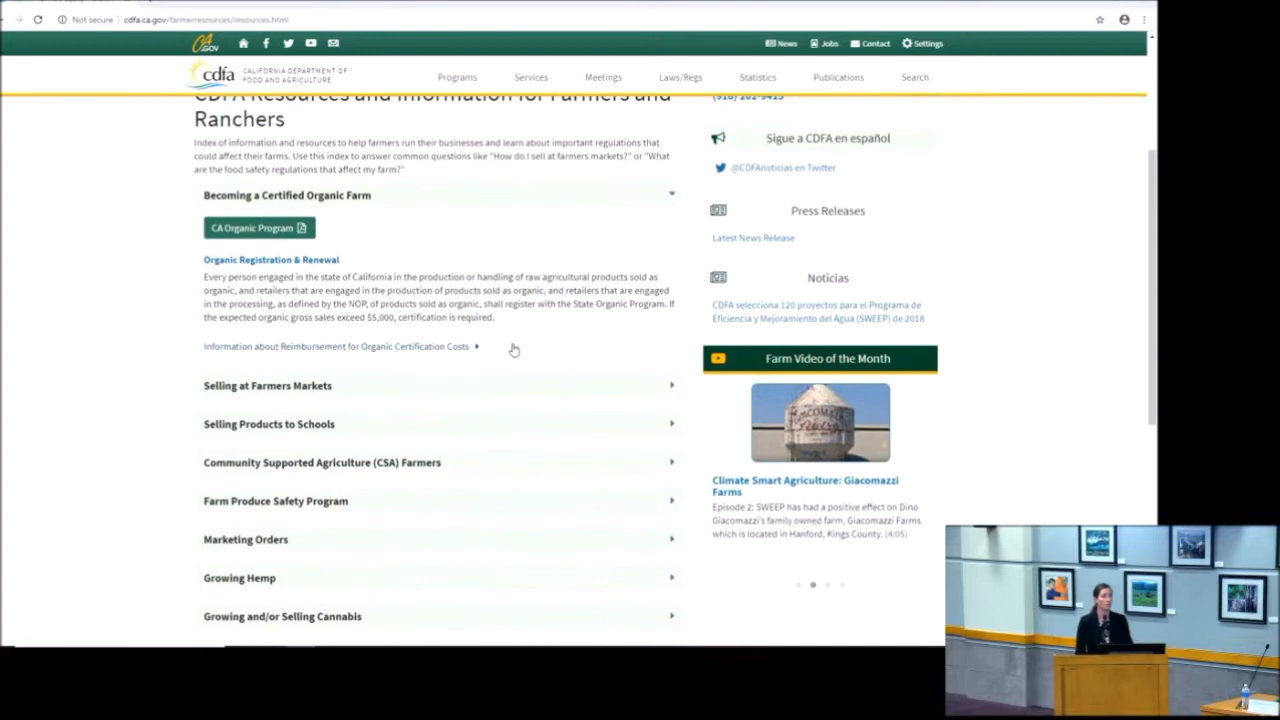 Not secure | cdfa.ca.gov/farmerresources/resources.html
CA.GOV
News
Jobs
Contact
Settings
cdfa
CALIFORNIA DEPARTMENT OF
FOOD AND AGRICULTURE
Programs
Services
Meetings
Laws/Regs
Statistics
Publications
Search
CDFA Resources and Information for Farmers and
Ranchers
Index of information and resources to help farmers run their businesses and learn about important regulations that
could affect their farms. Use this index to answer common questions like "How do I sell at farmers markets?" or "What
are the food safety regulations that affect my farm?"
Becoming a Certified Organic Farm
CA Organic Program
Organic Registration & Renewal
Every person engaged in the state of California in the production or handling of raw agricultural products sold as
organic, and retailers that are engaged in the production of products sold as organic, and retailers that are engaged
in the processing, as defined by the NOP, of products sold as organic, shall register with the State Organic Program. If
the expected organic gross sales exceed $5,000, certification is required.
Information about Reimbursement for Organic Certification Costs
Selling at Farmers Markets
Selling Products to Schools
Community Supported Agriculture (CSA) Farmers
Farm Produce Safety Program
Marketing Orders
Growing Hemp
Growing and/or Selling Cannabis
Sigue a CDFA en español
@CDFAnoticias en Twitter
Press Releases
Latest News Release
Noticias
CDFA selecciona 120 proyectos para el Programa de
Eficiencia y Mejoramiento del Agua (SWEEP) de 2018
Farm Video of the Month
Climate Smart Agriculture: Giacomazzi
Farms
Episode 2: SWEEP has had a positive effect on Dino
Giacomazzi's family owned farm, Giacomazzi Farms
which is located in Hanford, Kings County. (4:05)